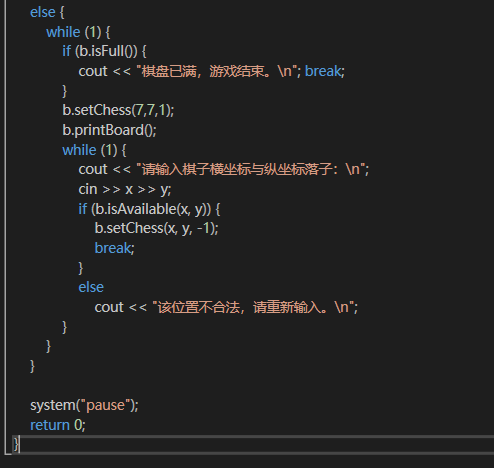 else {
while (1) {
if (b.isFull()) {
cout << "棋盘已满，游戏结束。\n"; break;
}
b.setChess(7,7,1);
b.printBoard();
while (1) {
cout << "请输入棋子横坐标与纵坐标落子：\n";
cin >> x >> y;
if (b.isAvailable(x, y)) {
b.setChess(x, y, -1);
break;
}
else
cout << "该位置不合法，请重新输入。\n";
}
}
}
system("pause");
return 0;
}